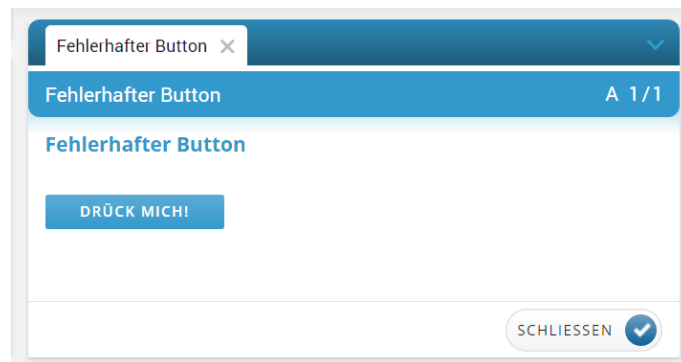 Fehlerhafter Button
Fehlerhafter Button A 1/1
Fehlerhafter Button
DRÜCK MICH!
SCHLIESSEN